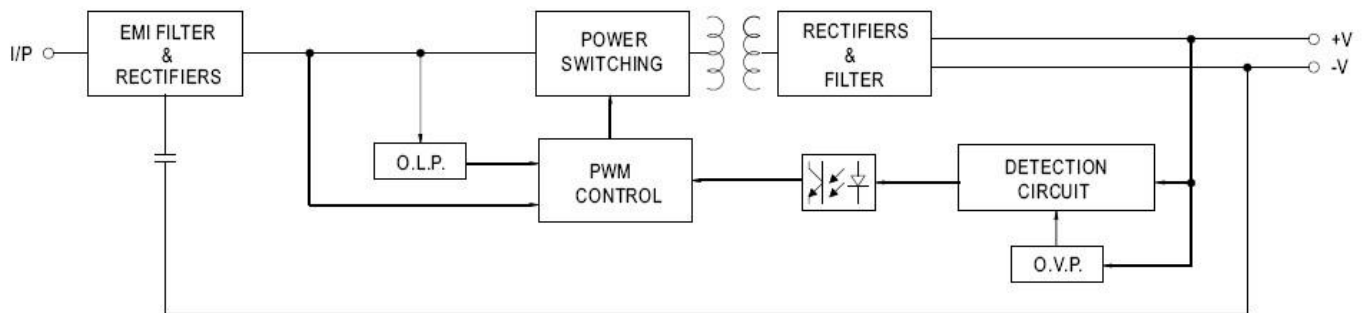 I/P
EMI FILTER
&
RECTIFIERS
POWER
SWITCHING
RECTIFIERS
&
FILTER
+V
-V
O.L.P.
PWM
CONTROL
DETECTION
CIRCUIT
O.V.P.